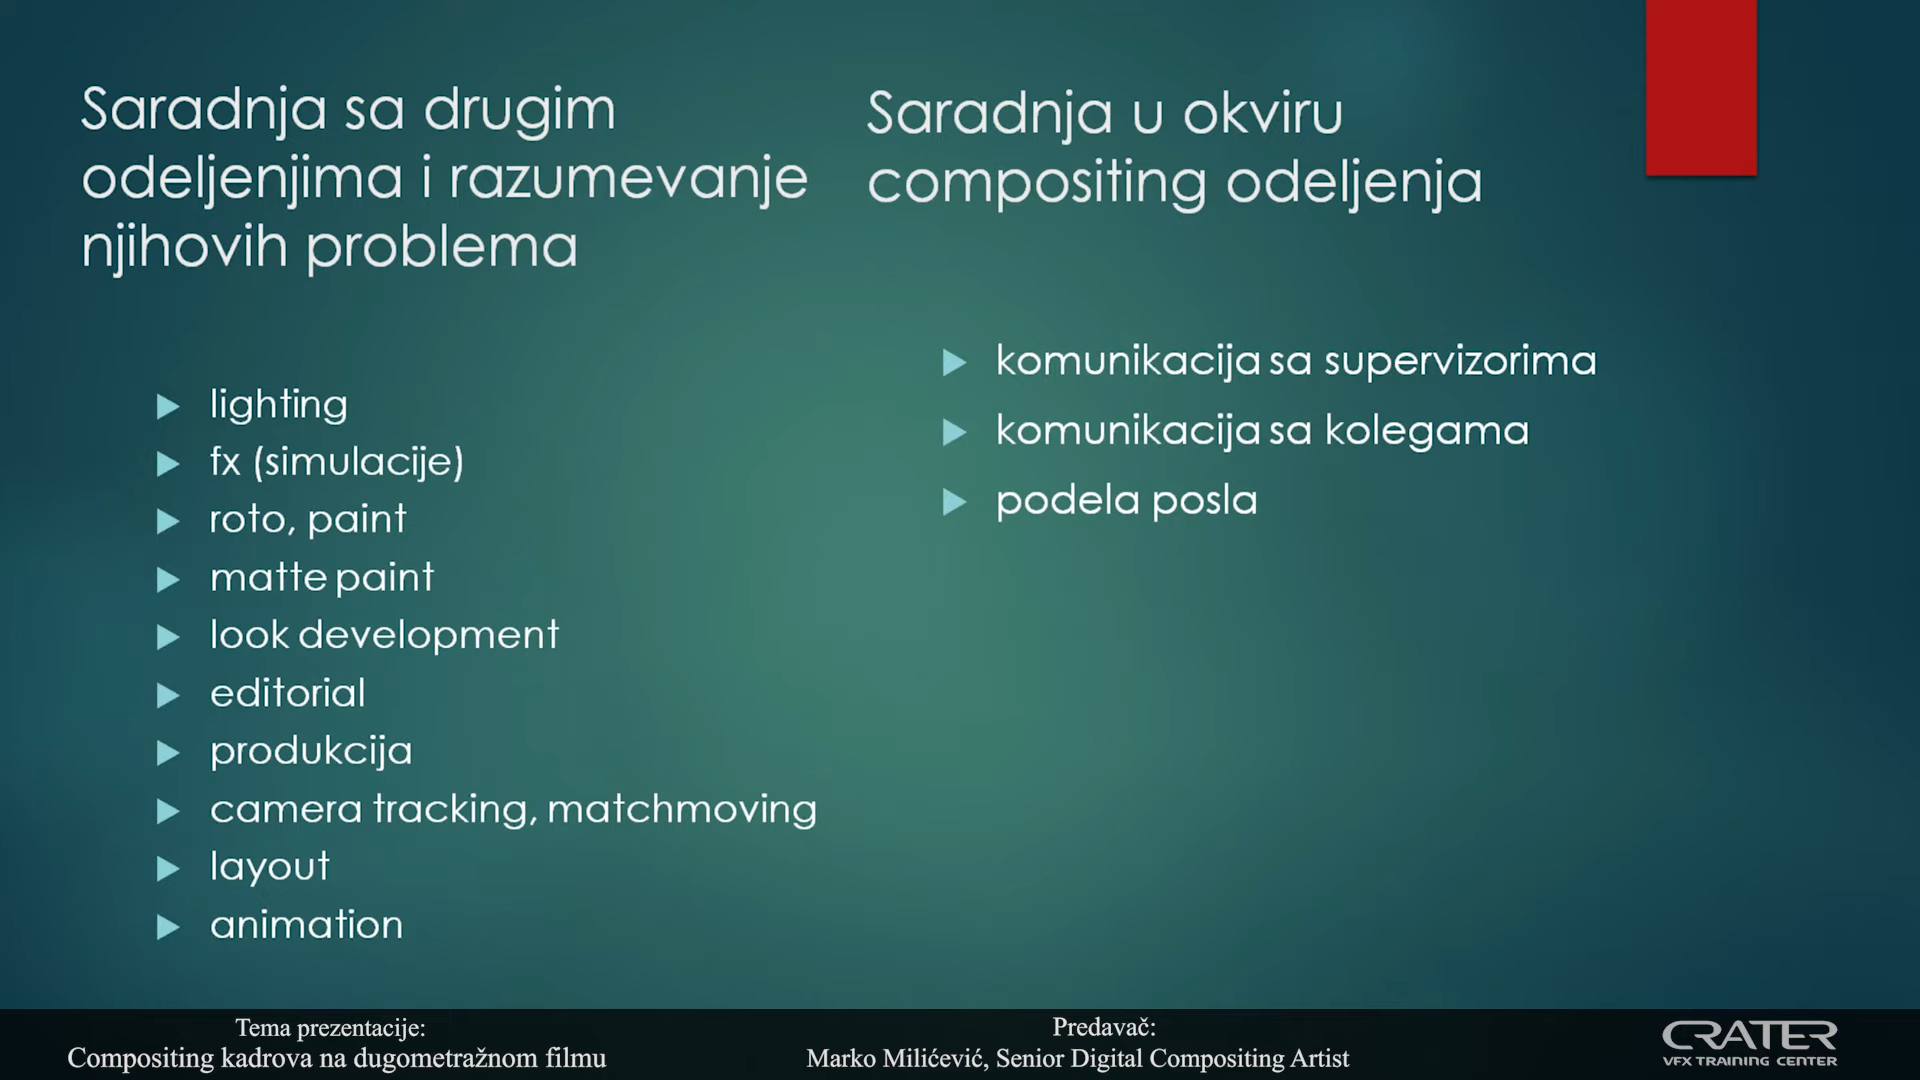 Saradnja sa drugim
odeljenjima i razumevanje
njihovih problema
lighting
fx (simulacije)
roto, paint
matte paint
look development
editorial
produkcija
camera tracking, matchmoving
layout
animation
Saradnja u okviru
compositing odeljenja
komunikacija sa supervizorima
komunikacija sa kolegama
podela posla
Tema prezentacije:
Compositing kadrova na dugometražnom filmu
Predavač:
Marko Milićević, Senior Digital Compositing Artist
CRATER
VFX TRAINING CENTER